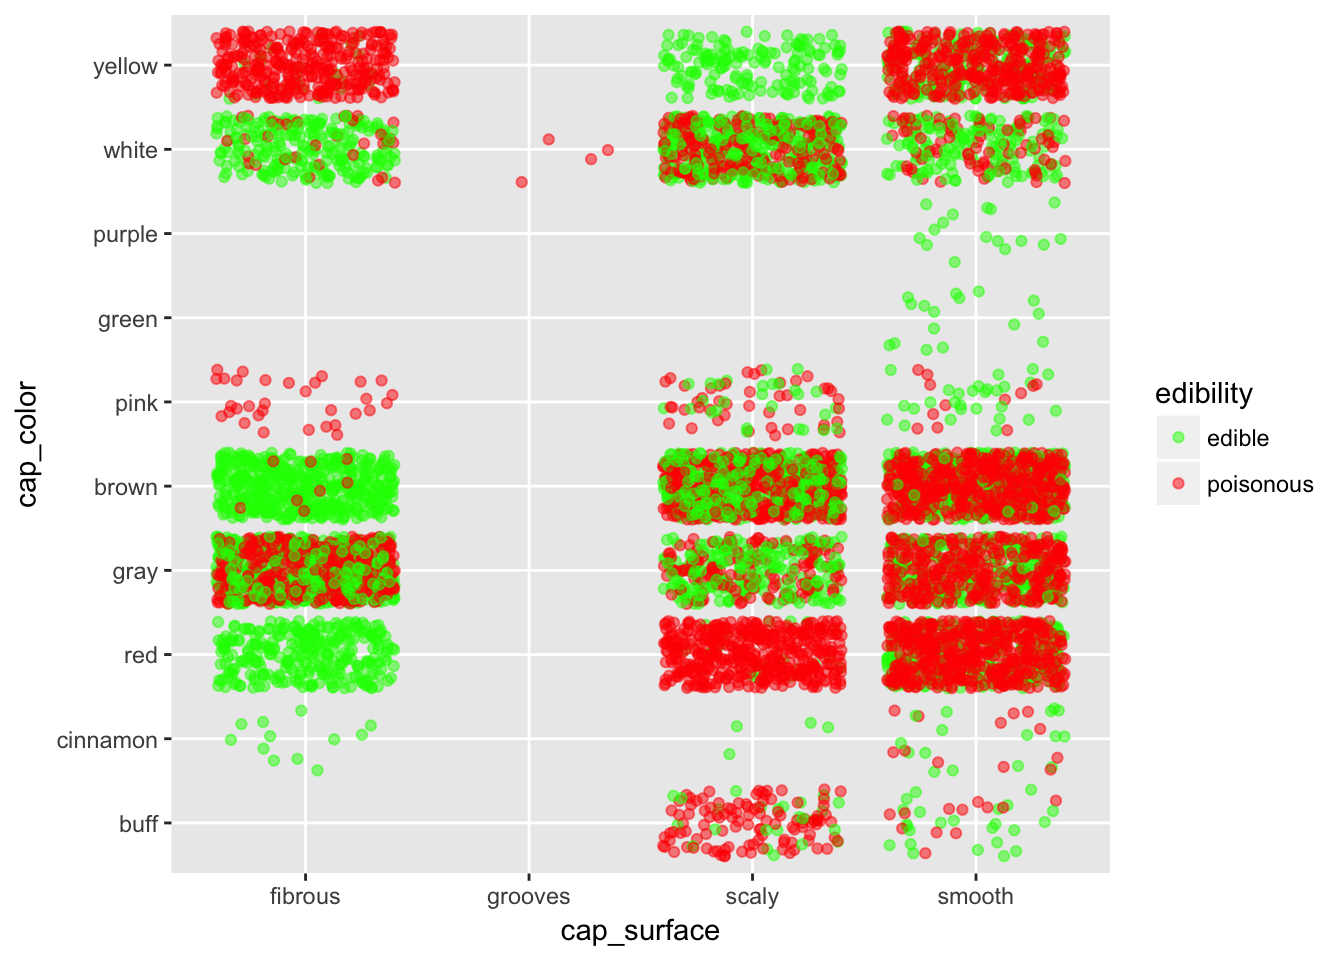 yellow
white
purple
green
pink
brown
gray
red
cinnamon
buff
cap_color
fibrous
grooves
scaly
smooth
cap_surface
edibility
edible
poisonous